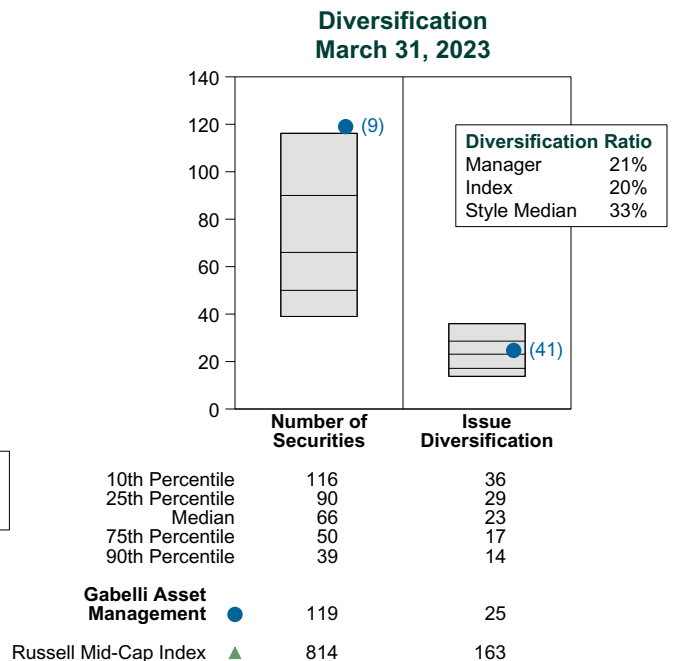 Diversification
March 31, 2023
140
120
100
80
60
40
20
0
(9)
(41)
Diversification Ratio
Manager 21%
Index 20%
Style Median 33%
Number of
Securities
Issue
Diversification
10th Percentile 116 36
25th Percentile 90 29
Median 66 23
75th Percentile 50 17
90th Percentile 39 14
Gabelli Asset
Management 119 25
Russell Mid-Cap Index 814 163